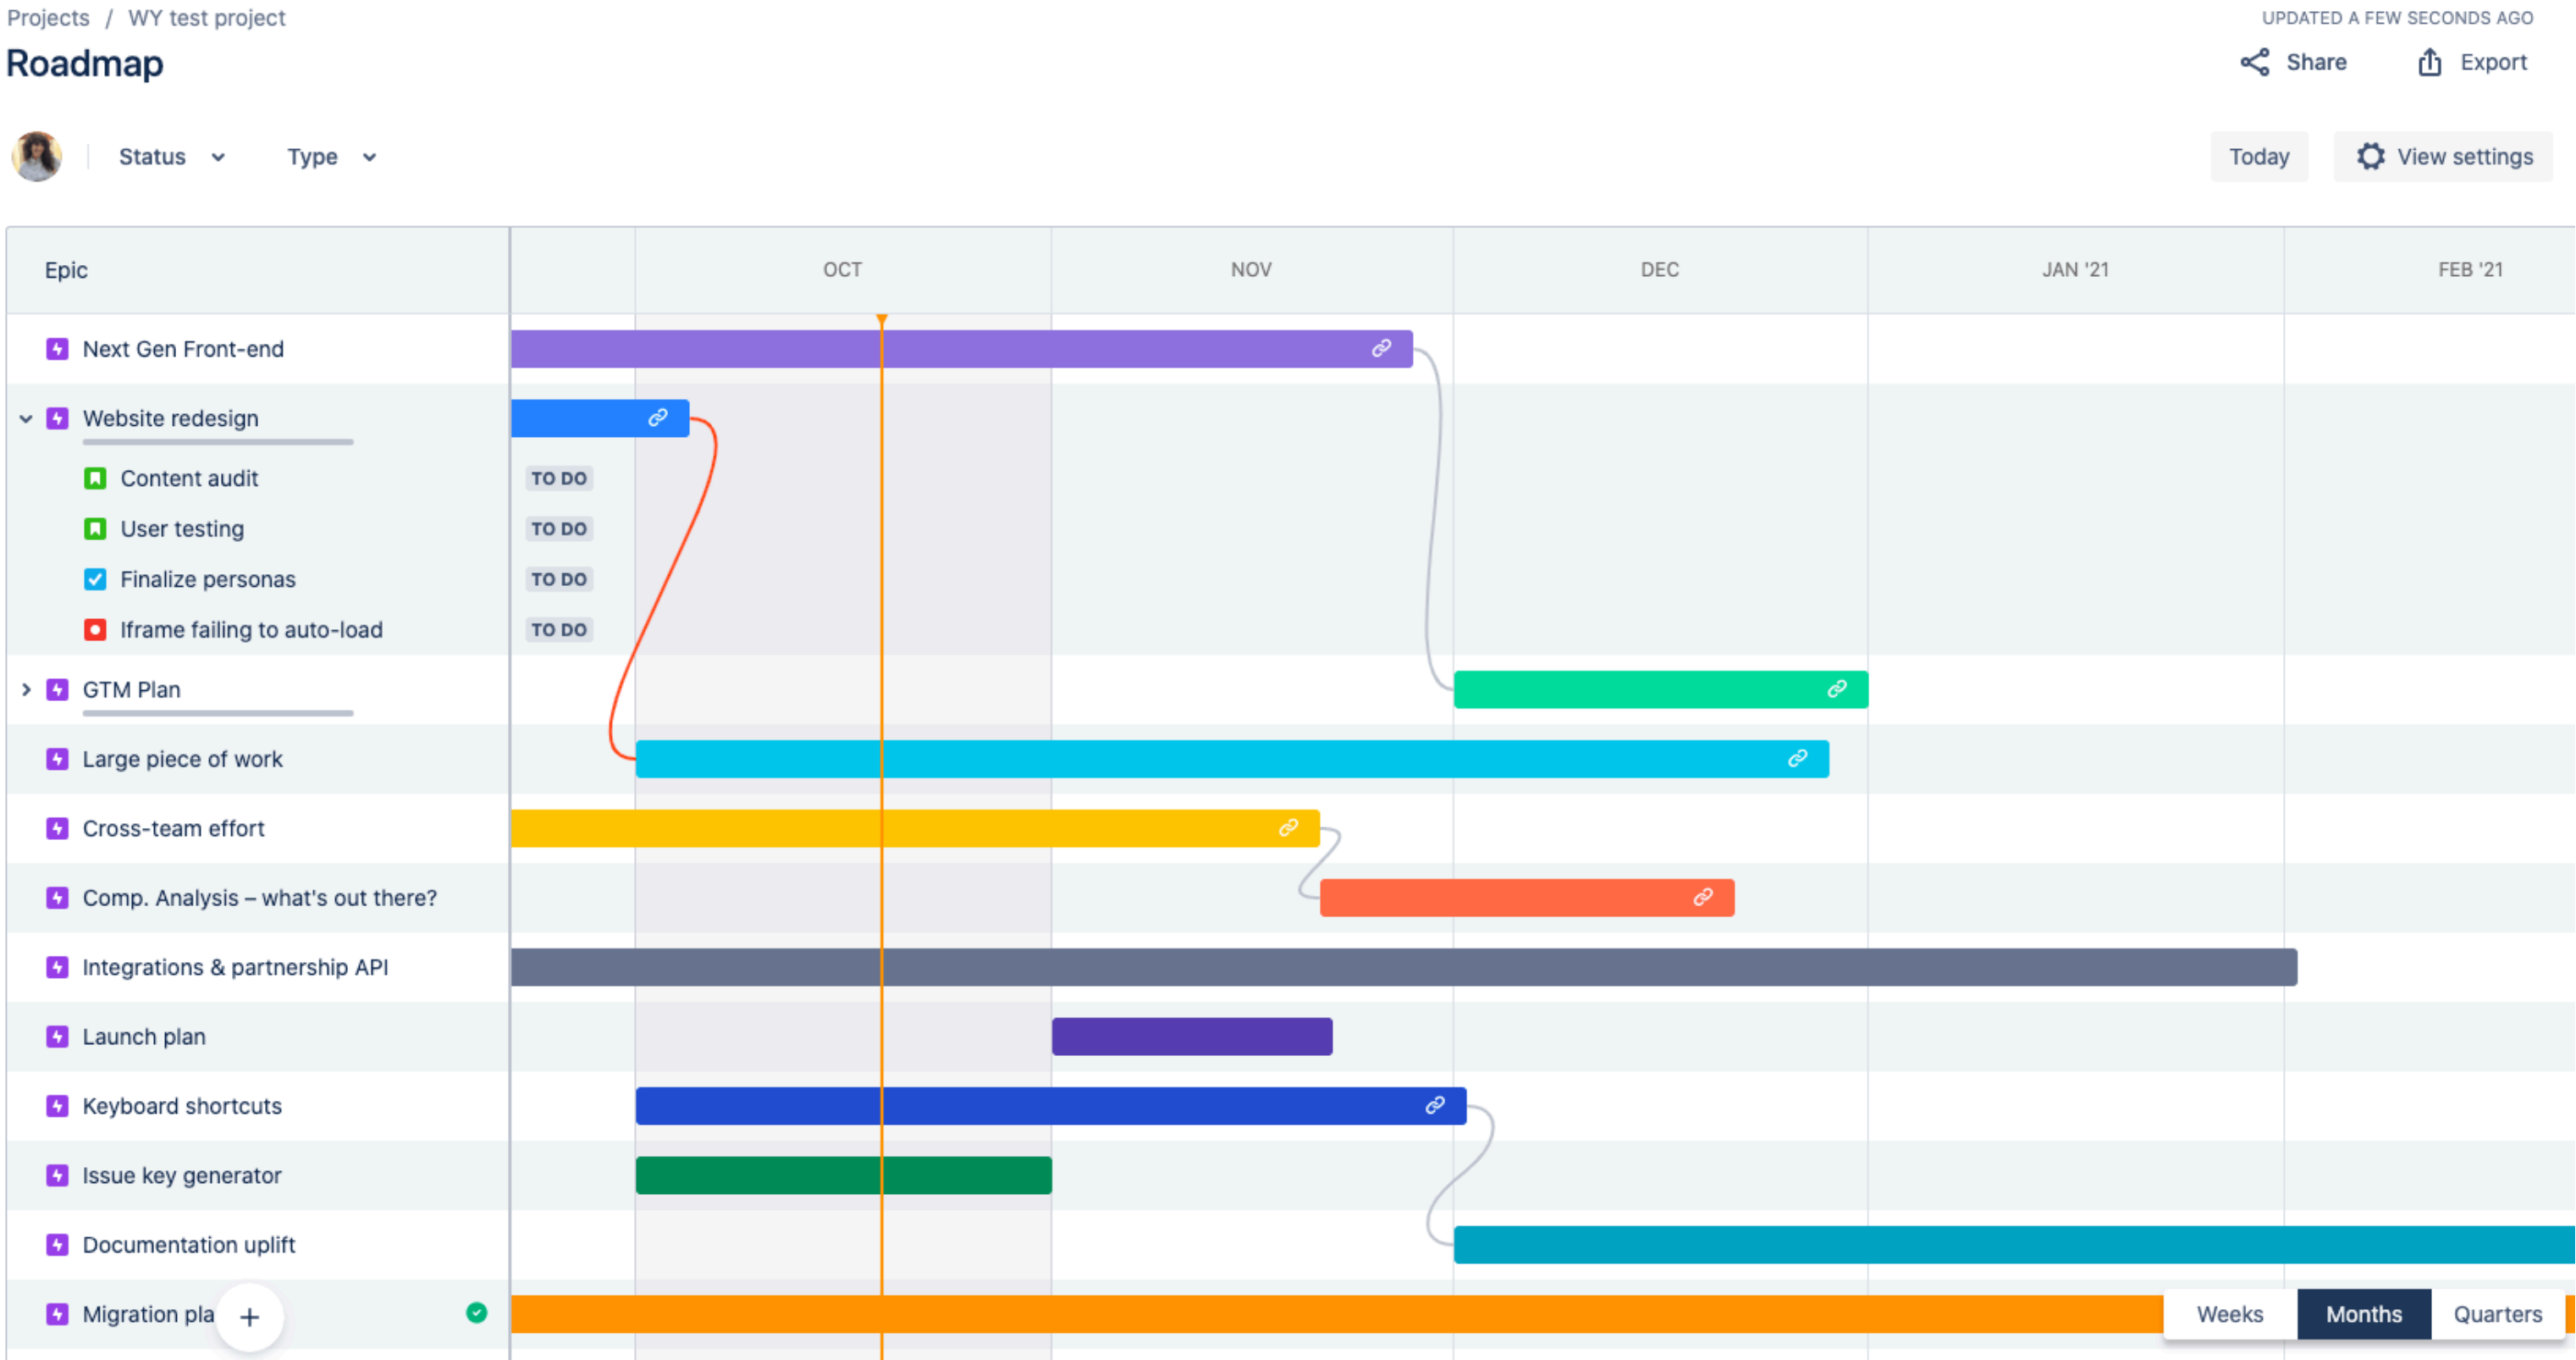 Projects / WY test project
UPDATED A FEW SECONDS AGO
Roadmap
Share
Export
Status
Type
Today
View settings
Epic
OCT
NOV
DEC
JAN '21
FEB '21
Next Gen Front-end
Website redesign
Content audit
TO DO
User testing
TO DO
Finalize personas
TO DO
Iframe failing to auto-load
TO DO
GTM Plan
Large piece of work
Cross-team effort
Comp. Analysis – what's out there?
Integrations & partnership API
Launch plan
Keyboard shortcuts
Issue key generator
Documentation uplift
Migration pla
Weeks
Months
Quarters